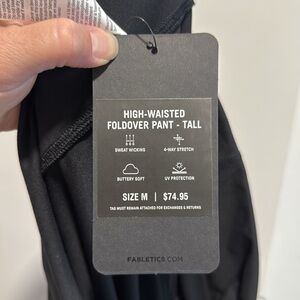 HIGH-WAISTED
FOLDOVER PANT - TALL
SWEAT WICKING
4-WAY STRETCH
BUTTERY SOFT
UV PROTECTION
SIZE M | $74.95
TAG MUST REMAIN ATTACHED FOR EXCHANGES & RETURNS
FABLETICS.COM